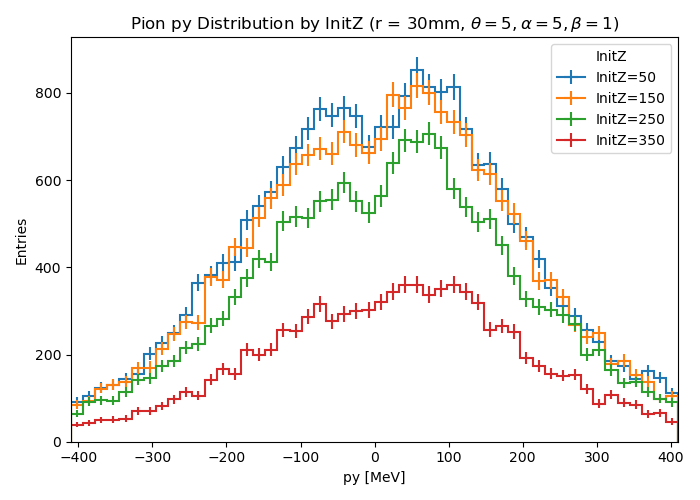 Pion py Distribution by InitZ (r = 30mm, θ = 5, α = 5, β = 1)
InitZ
InitZ=50
InitZ=150
InitZ=250
InitZ=350
Entries
800
600
400
200
0
−400 −300 −200 −100 0 100 200 300 400
py [MeV]